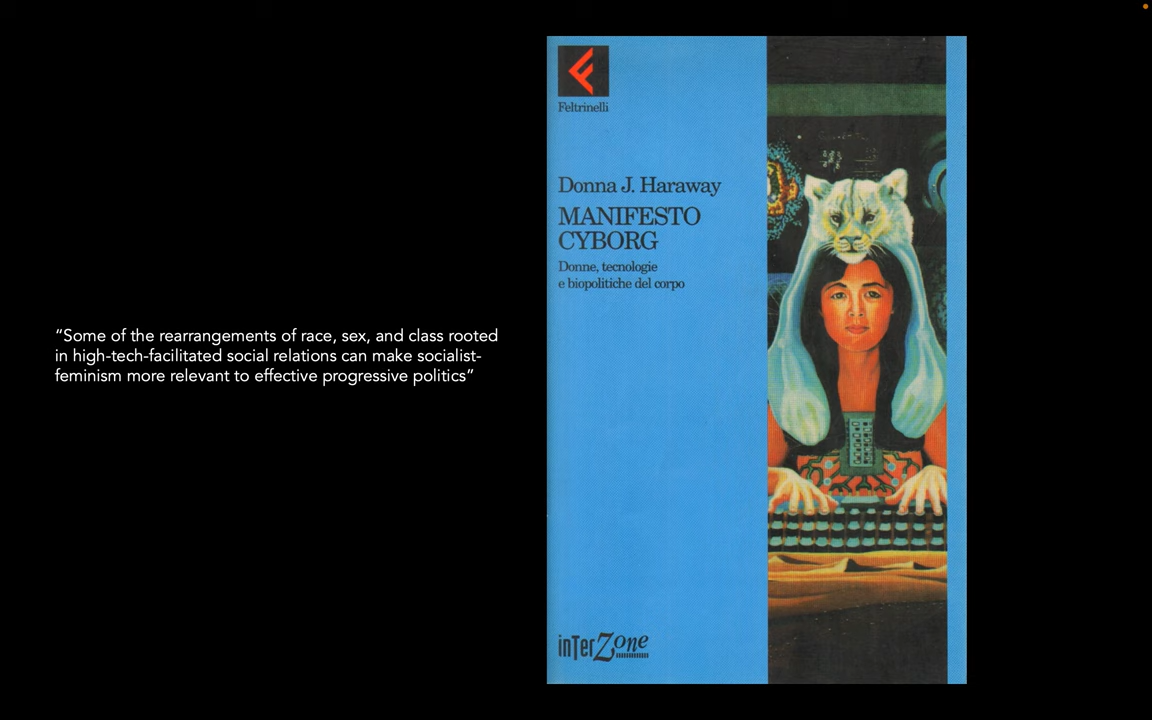 “Some of the rearrangements of race, sex, and class rooted
in high-tech-facilitated social relations can make socialist-
feminism more relevant to effective progressive politics”
Feltrinelli
Donna J. Haraway
MANIFESTO
CYBORG
Donne, tecnologie
e biopolitiche del corpo
inTerZone